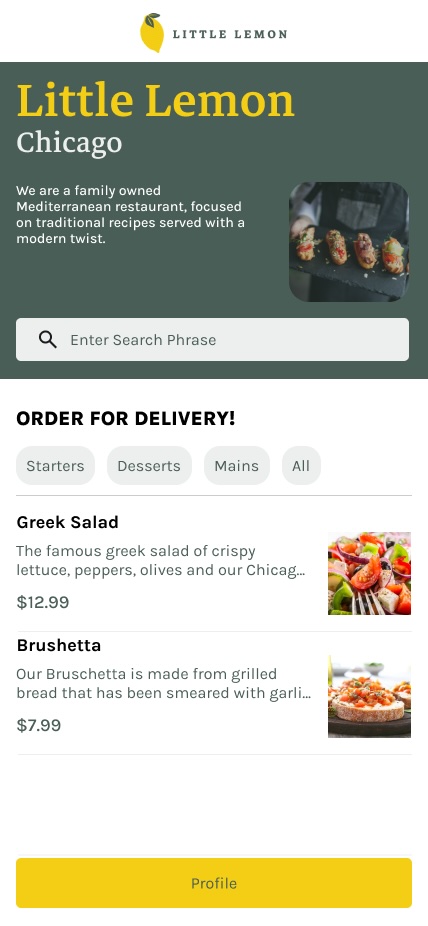 LITTLE LEMON
Little Lemon
Chicago
We are a family owned
Mediterranean restaurant, focused
on traditional recipes served with a
modern twist.
Enter Search Phrase
ORDER FOR DELIVERY!
Starters
Desserts
Mains
All
Greek Salad
The famous greek salad of crispy
lettuce, peppers, olives and our Chicag...
$12.99
Brushetta
Our Bruschetta is made from grilled
bread that has been smeared with garli...
$7.99
Profile